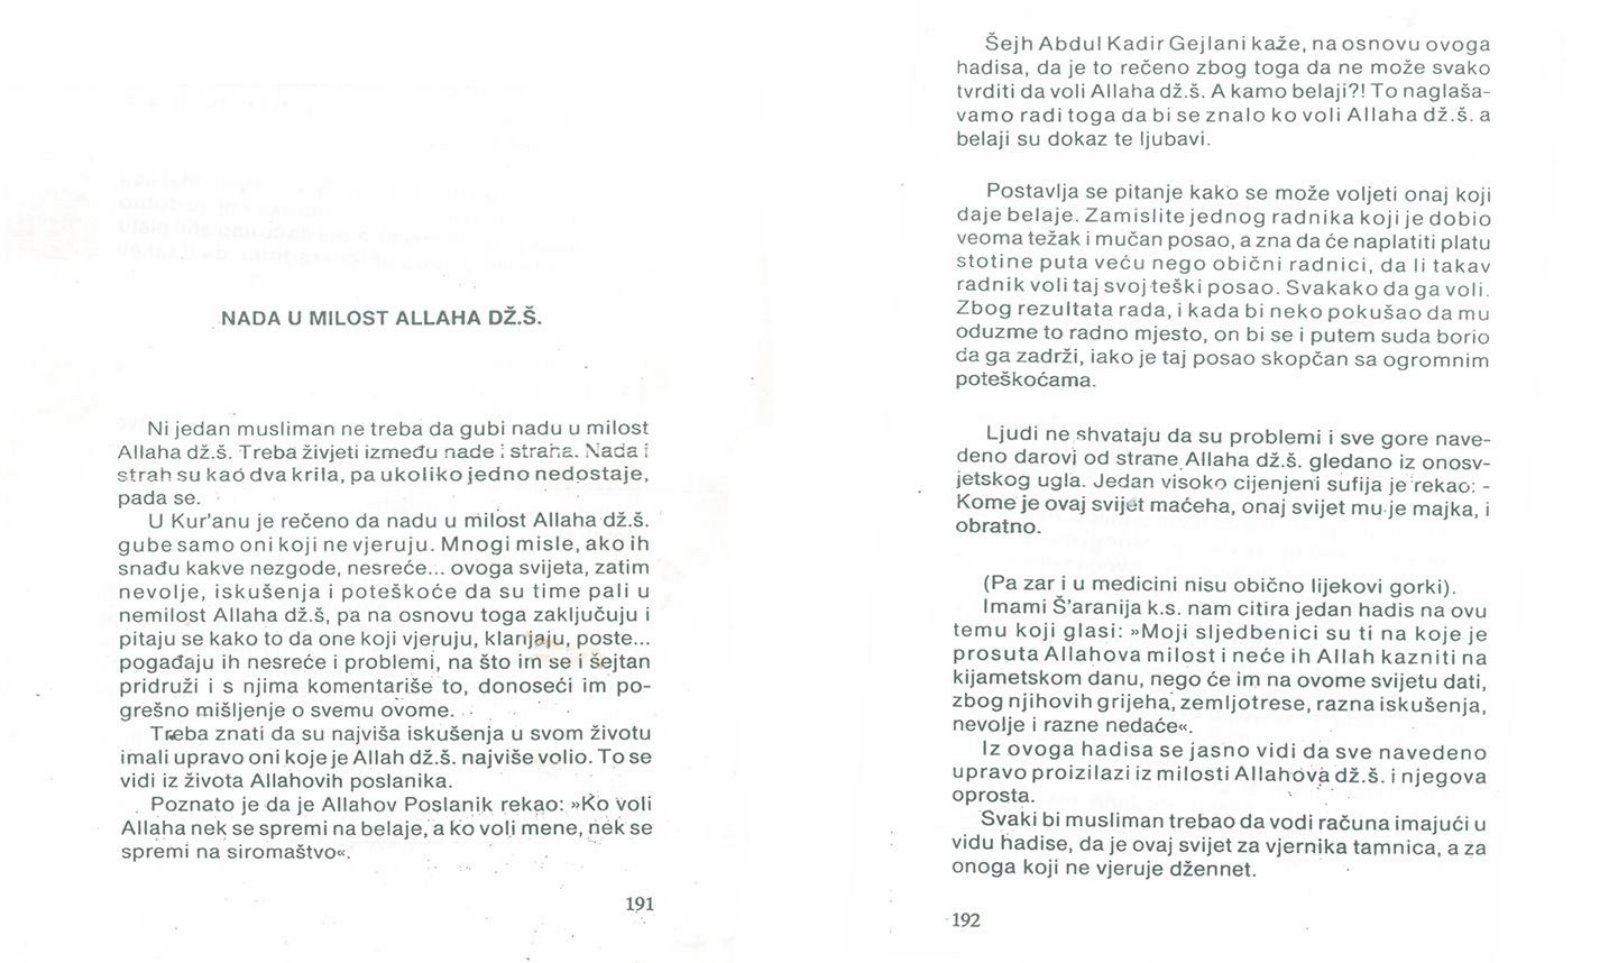 NADA U MILOST ALLAHA DŽ.Š.
Ni jedan musliman ne treba da gubi nadu u milost
Allaha dž.š. Treba živjeti između nade i straha. Nada i
strah su kao dva krila, pa ukoliko jedno nedostaje,
pada se.
U Kur'anu je rečeno da nadu u milost Allaha dž.š.
gube samo oni koji ne vjeruju. Mnogi misle, ako ih
snađu kakve nezgode, nesreće... ovoga svijeta, zatim
nevolje, iskušenja i poteškoće da su time pali u
nemilost Allaha dž.š, pa na osnovu toga zaključuju i
pitaju se kako to da one koji vjeruju, klanjaju, poste...
pogađaju ih nesreće i problemi, na što im se i šejtan
pridruži i s njima komentariše to, donoseći im po-
grešno mišljenje o svemu ovome.
Treba znati da su najviša iskušenja u svom životu
imali upravo oni koje je Allah dž.š. najviše volio. To se
vidi iz života Allahovih poslanika.
Poznato je da je Allahov Poslanik rekao: »Ko voli
Allaha nek se spremi na belaje, a ko voli mene, nek se
spremi na siromaštvo«.
191
Šejh Abdul Kadir Gejlani kaže, na osnovu ovoga
hadisa, da je to rečeno zbog toga da ne može svako
tvrditi da voli Allaha dž.š. A kamo belaji?! To naglaša-
vamo radi toga da bi se znalo ko voli Allaha dž.š. a
belaji su dokaz te ljubavi.
Postavlja se pitanje kako se može voljeti onaj koji
daje belaje. Zamislite jednog radnika koji je dobio
veoma težak i mučan posao, a zna da će naplatiti platu
stotine puta veću nego obični radnici, da li takav
radnik voli taj svoj teški posao. Svakako da ga voli.
Zbog rezultata rada, i kada bi neko pokušao da mu
oduzme to radno mjesto, on bi se i putem suda borio
da ga zadrži, iako je taj posao skopčan sa ogromnim
poteškoćama.
Ljudi ne shvataju da su problemi i sve gore nave-
deno darovi od strane Allaha dž.š. gledano iz onosv-
jetskog ugla. Jedan visoko cijenjeni sufija je rekao: -
Kome je ovaj svijet maćeha, onaj svijet mu je majka, i
obratno.
(Pa zar i u medicini nisu obično lijekovi gorki).
Imami Š'aranija k.s. nam citira jedan hadis na ovu
temu koji glasi: »Moji sljedbenici su ti na koje je
prosuta Allahova milost i neće ih Allah kazniti na
kijametskom danu, nego će im na ovome svijetu dati,
zbog njihovih grijeha, zemljotrese, razna iskušenja,
nevolje i razne nedaće«.
Iz ovoga hadisa se jasno vidi da sve navedeno
upravo proizilazi iz milosti Allahova dž.š. i njegova
oprosta.
Svaki bi musliman trebao da vodi računa imajući u
vidu hadise, da je ovaj svijet za vjernika tamnica, a za
onoga koji ne vjeruje džennet.
192